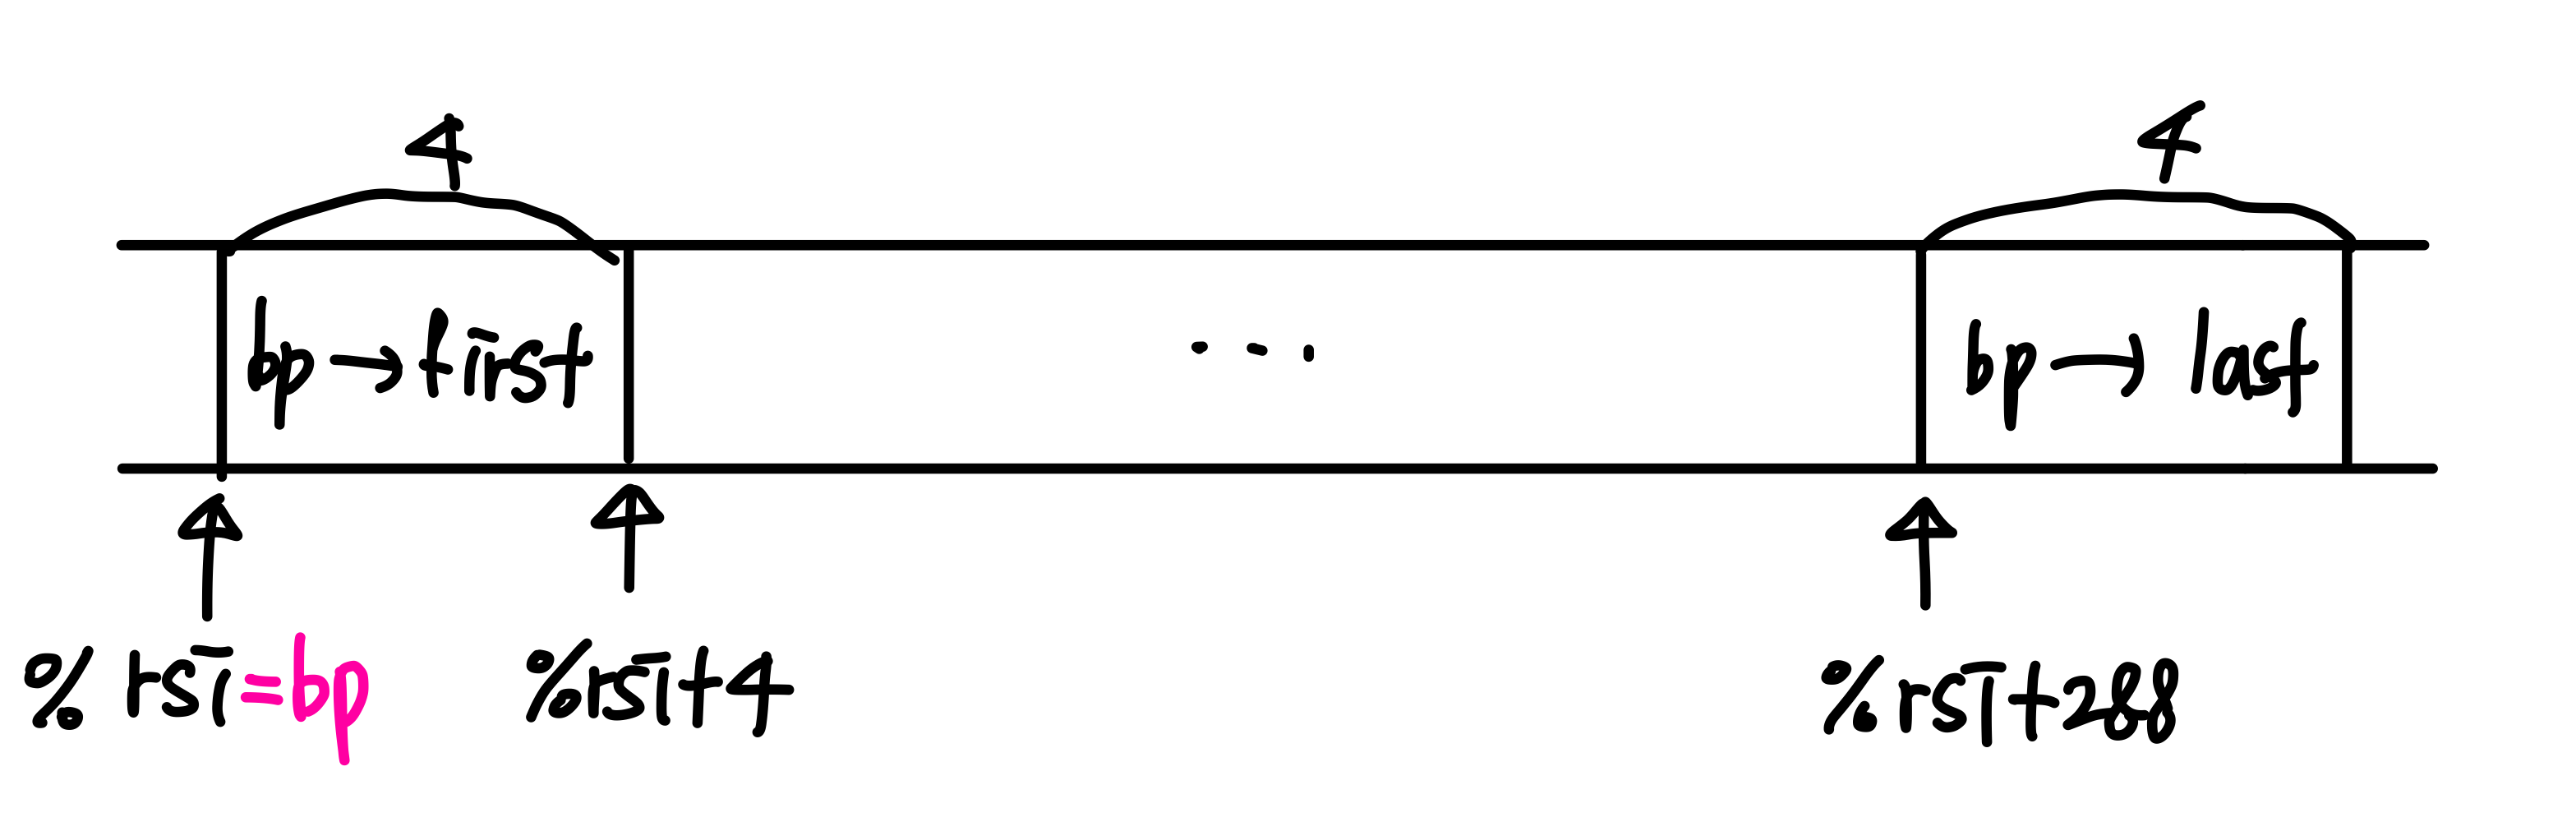 4 4
bp → first ... bp → last
% rsi=bp %rsi+4 %rsi+288